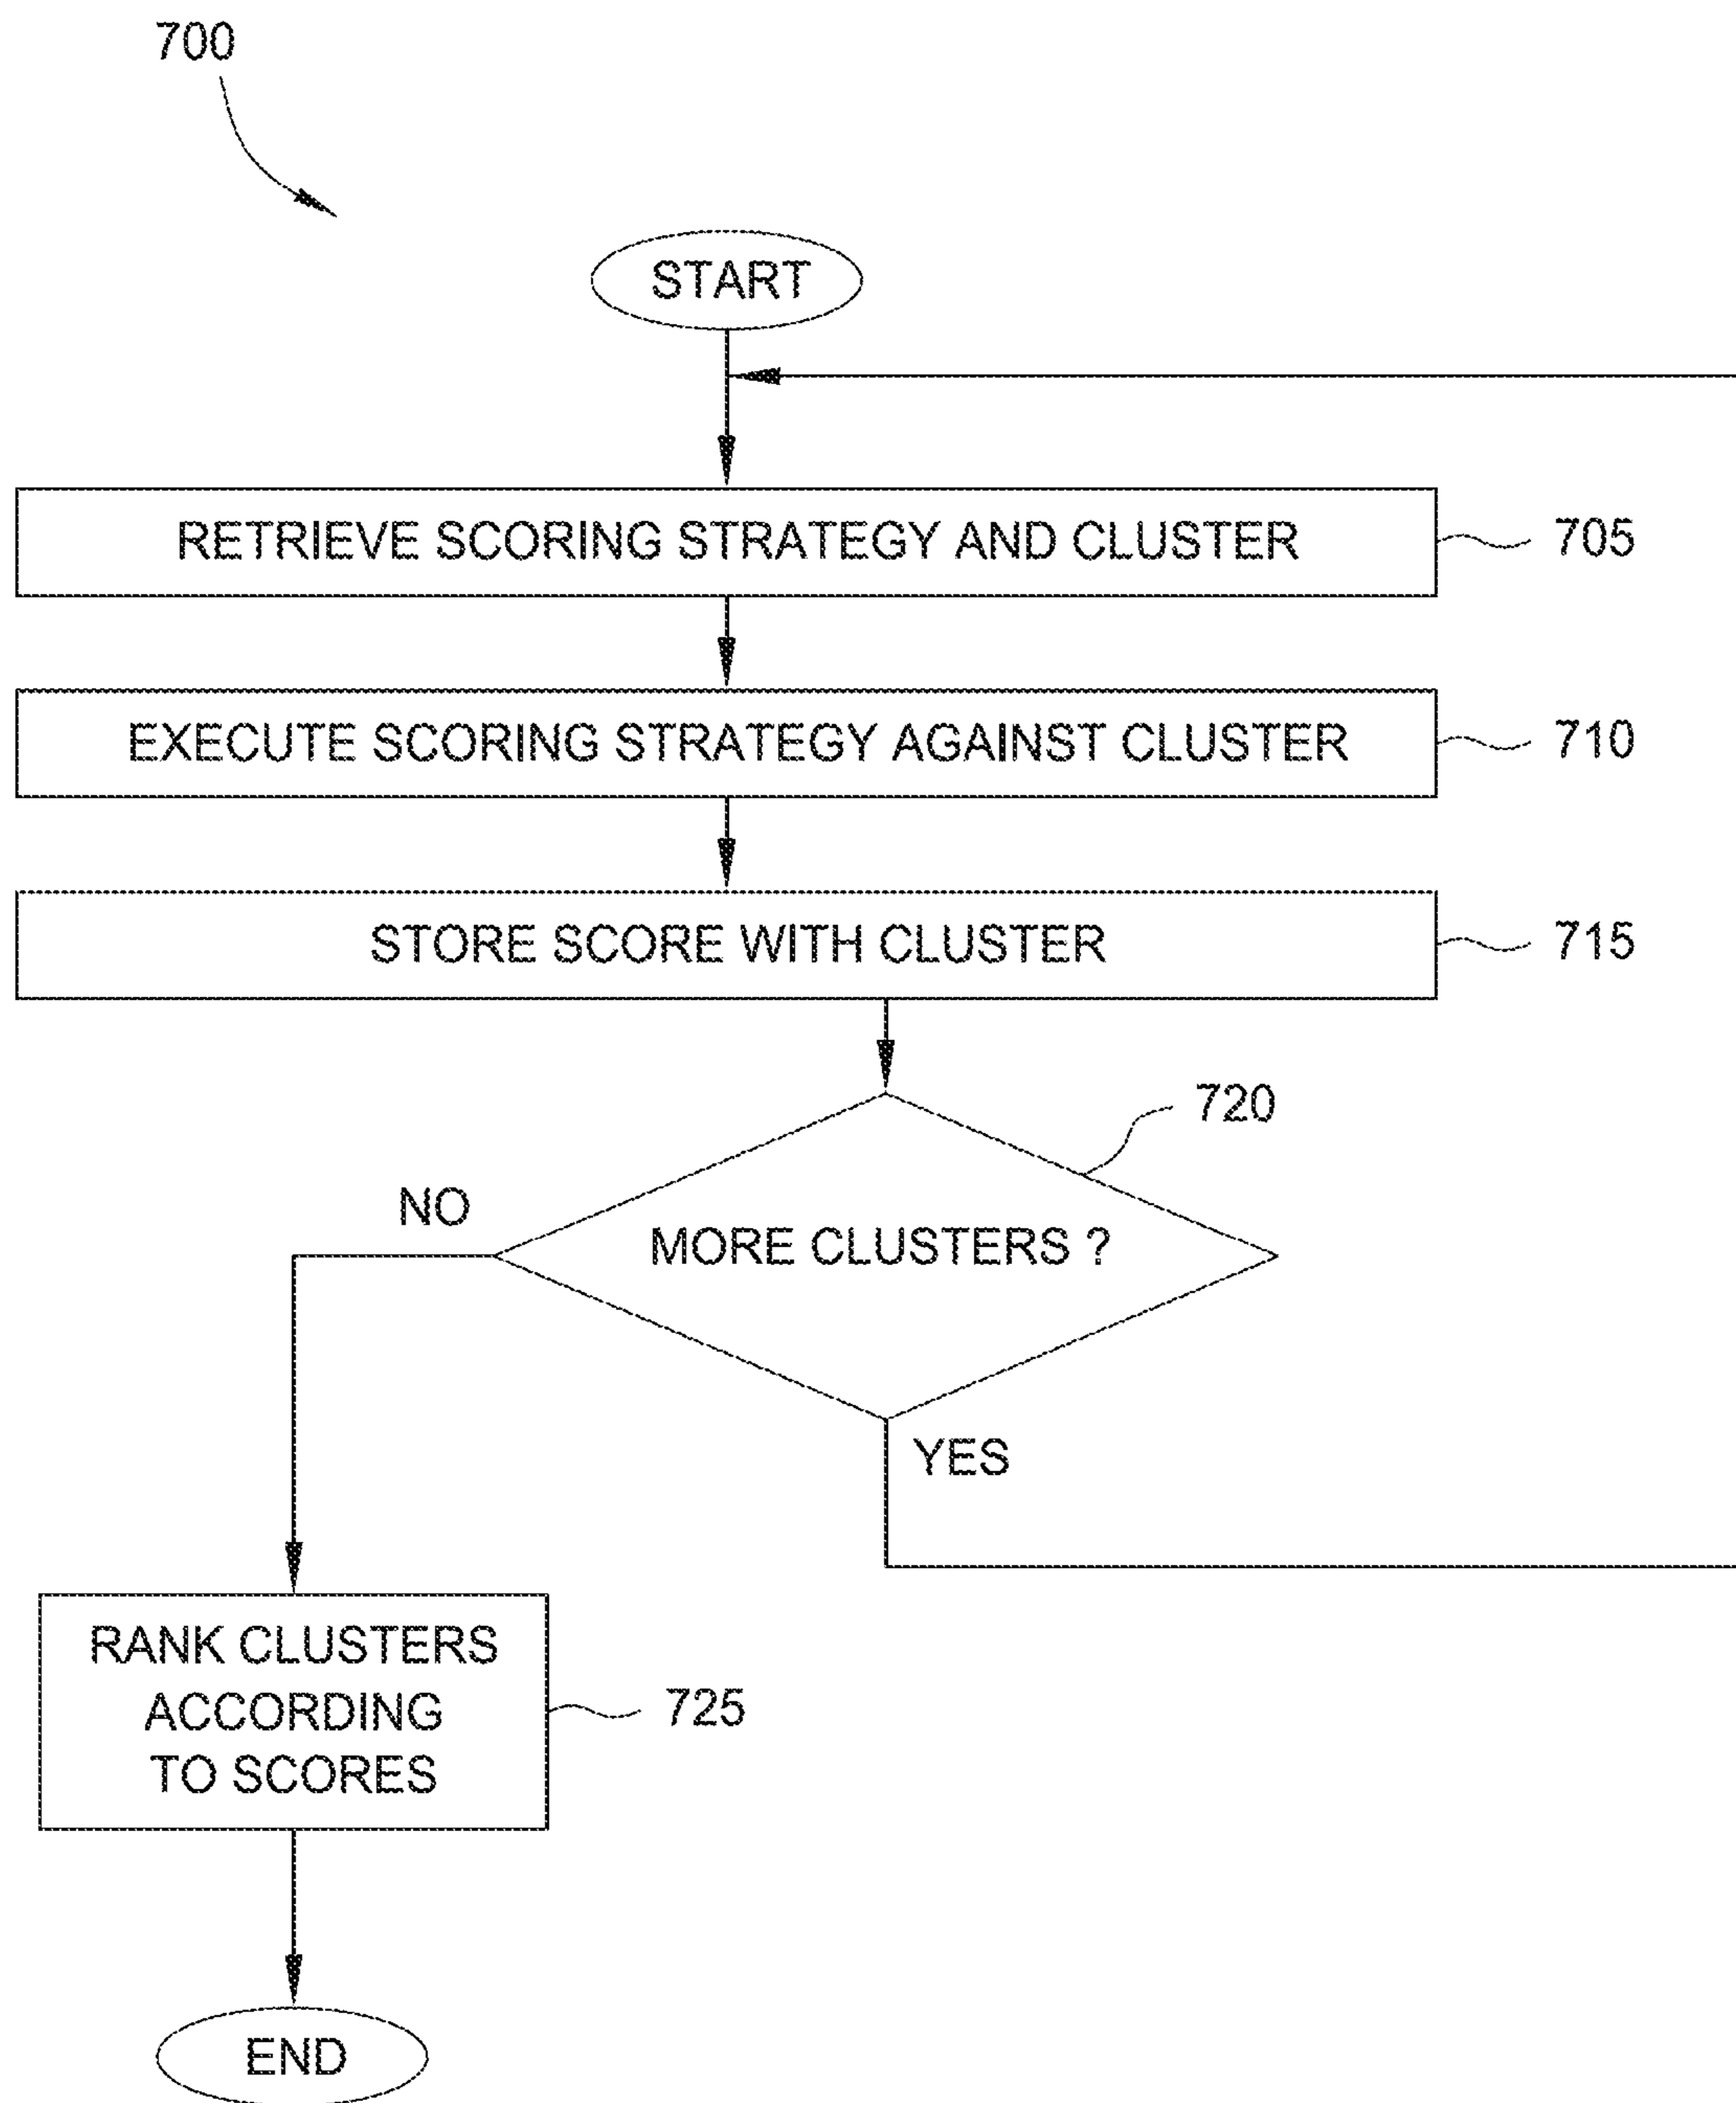 700
START
RETRIEVE SCORING STRATEGY AND CLUSTER
705
EXECUTE SCORING STRATEGY AGAINST CLUSTER
710
STORE SCORE WITH CLUSTER
715
720
NO
MORE CLUSTERS ?
YES
RANK CLUSTERS
ACCORDING
TO SCORES
725
END